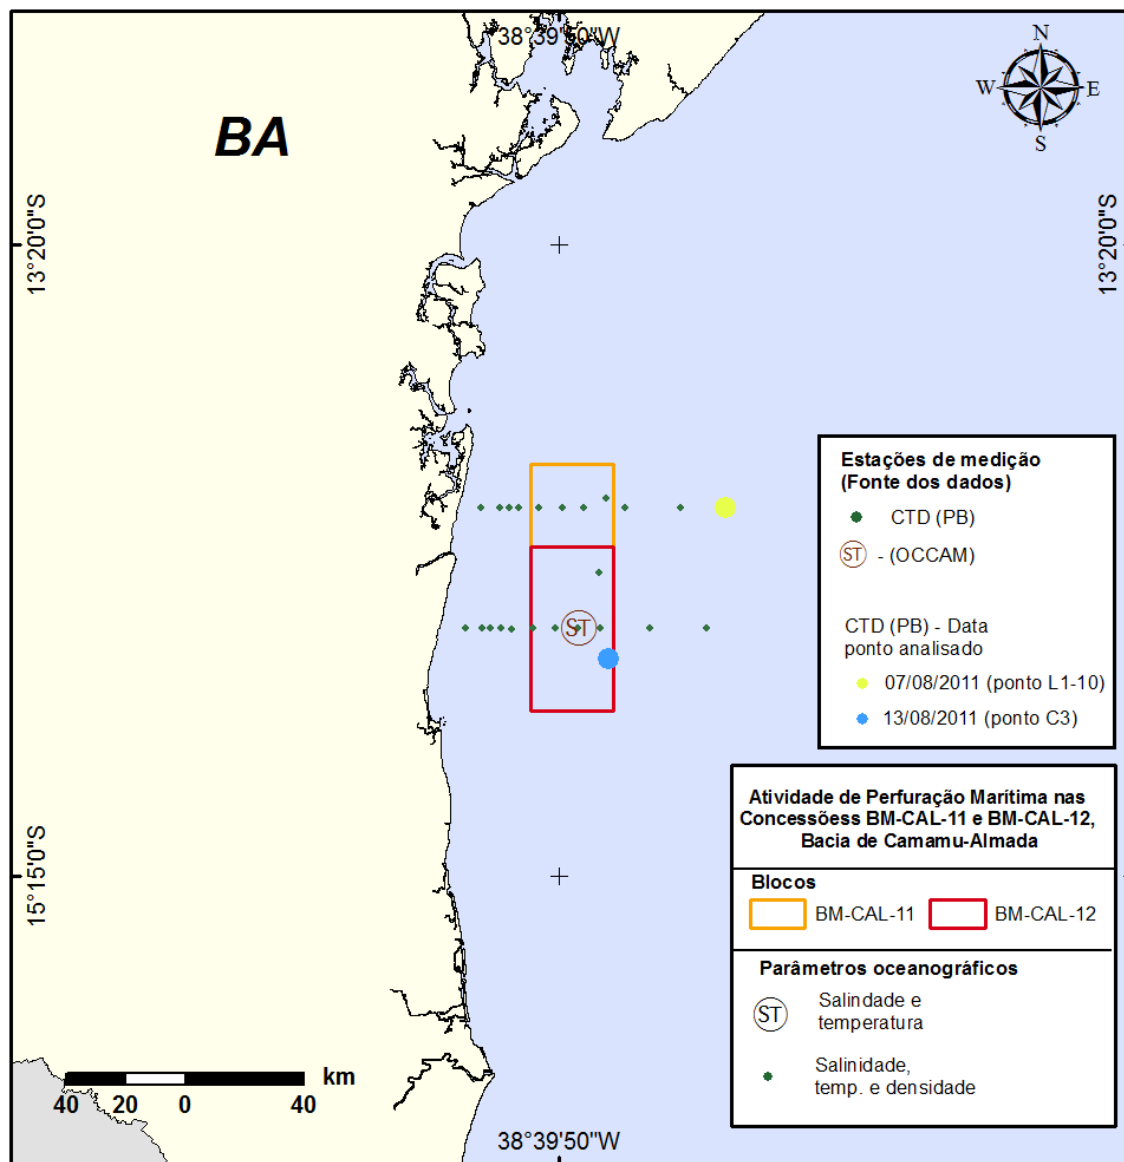 38°39'50"W
N
W
E
S
BA
13°20'0"S
13°20'0"S
Estações de medição
(Fonte dos dados)
CTD (PB)
ST - (OCCAM)
CTD (PB) - Data
ponto analisado
07/08/2011 (ponto L1-10)
13/08/2011 (ponto C3)
ST
Atividade de Perfuração Marítima nas
Concessõess BM-CAL-11 e BM-CAL-12,
Bacia de Camamu-Almada
Blocos
BM-CAL-11
BM-CAL-12
Parâmetros oceanográficos
ST
Salindade e
temperatura
Salinidade,
temp. e densidade
15°15'0"S
15°15'0"S
km
40 20 0 40
38°39'50"W